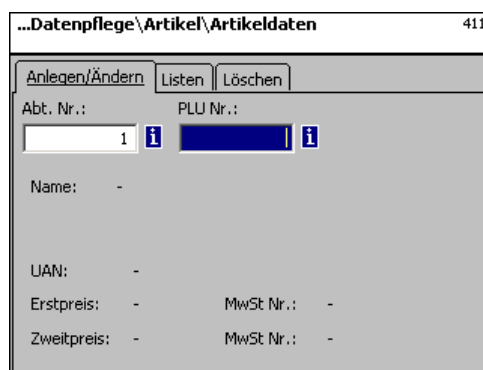 ...Datenpflege\Artikel\Artikeldaten 411
Anlegen/Ändern Listen Löschen
Abt. Nr.: PLU Nr.:
1 i i
Name: -
UAN: -
Erstpreis: - MwSt Nr.: -
Zweitpreis: - MwSt Nr.: -